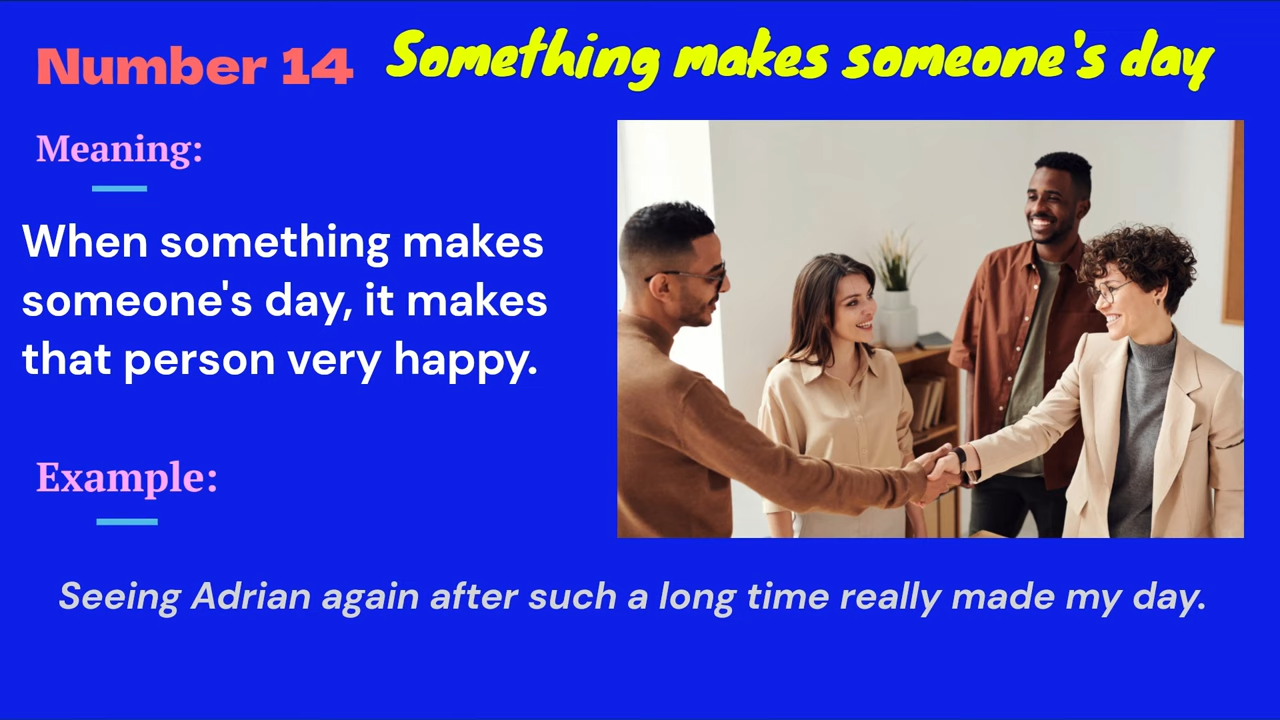 Number 14 Something makes someone's day
Meaning:
When something makes
someone's day, it makes
that person very happy.
Example:
Seeing Adrian again after such a long time really made my day.